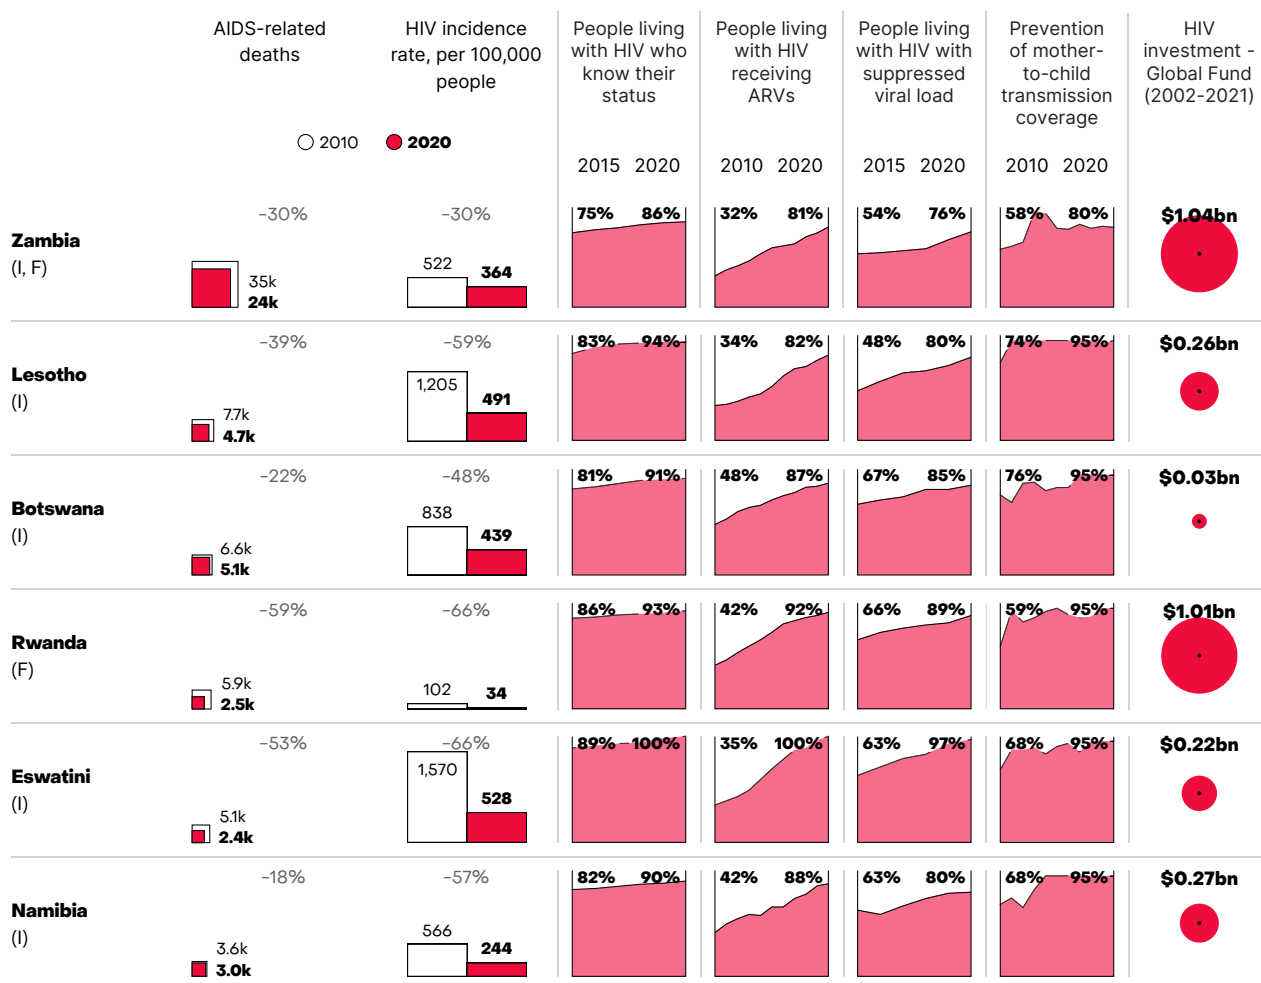 AIDS-related
deaths
HIV incidence
rate, per 100,000
people
People living
with HIV who
know their
status
People living
with HIV
receiving
ARVs
People living
with HIV with
suppressed
viral load
Prevention
of mother-
to-child
transmission
coverage
HIV
investment -
Global Fund
(2002-2021)
2010 2020
2015 2020 2010 2020 2015 2020 2010 2020
Zambia
(I, F)
-30%
35k
24k
-30%
522
364
75% 86%
32% 81%
54% 76%
58% 80%
$1.04bn
Lesotho
(I)
-39%
7.7k
4.7k
-59%
1,205
491
83% 94%
34% 82%
48% 80%
74% 95%
$0.26bn
Botswana
(I)
-22%
6.6k
5.1k
-48%
838
439
81% 91%
48% 87%
67% 85%
76% 95%
$0.03bn
Rwanda
(F)
-59%
5.9k
2.5k
-66%
102
34
86% 93%
42% 92%
66% 89%
59% 95%
$1.01bn
Eswatini
(I)
-53%
5.1k
2.4k
-66%
1,570
528
89% 100%
35% 100%
63% 97%
68% 95%
$0.22bn
Namibia
(I)
-18%
3.6k
3.0k
-57%
566
244
82% 90%
42% 88%
63% 80%
68% 95%
$0.27bn